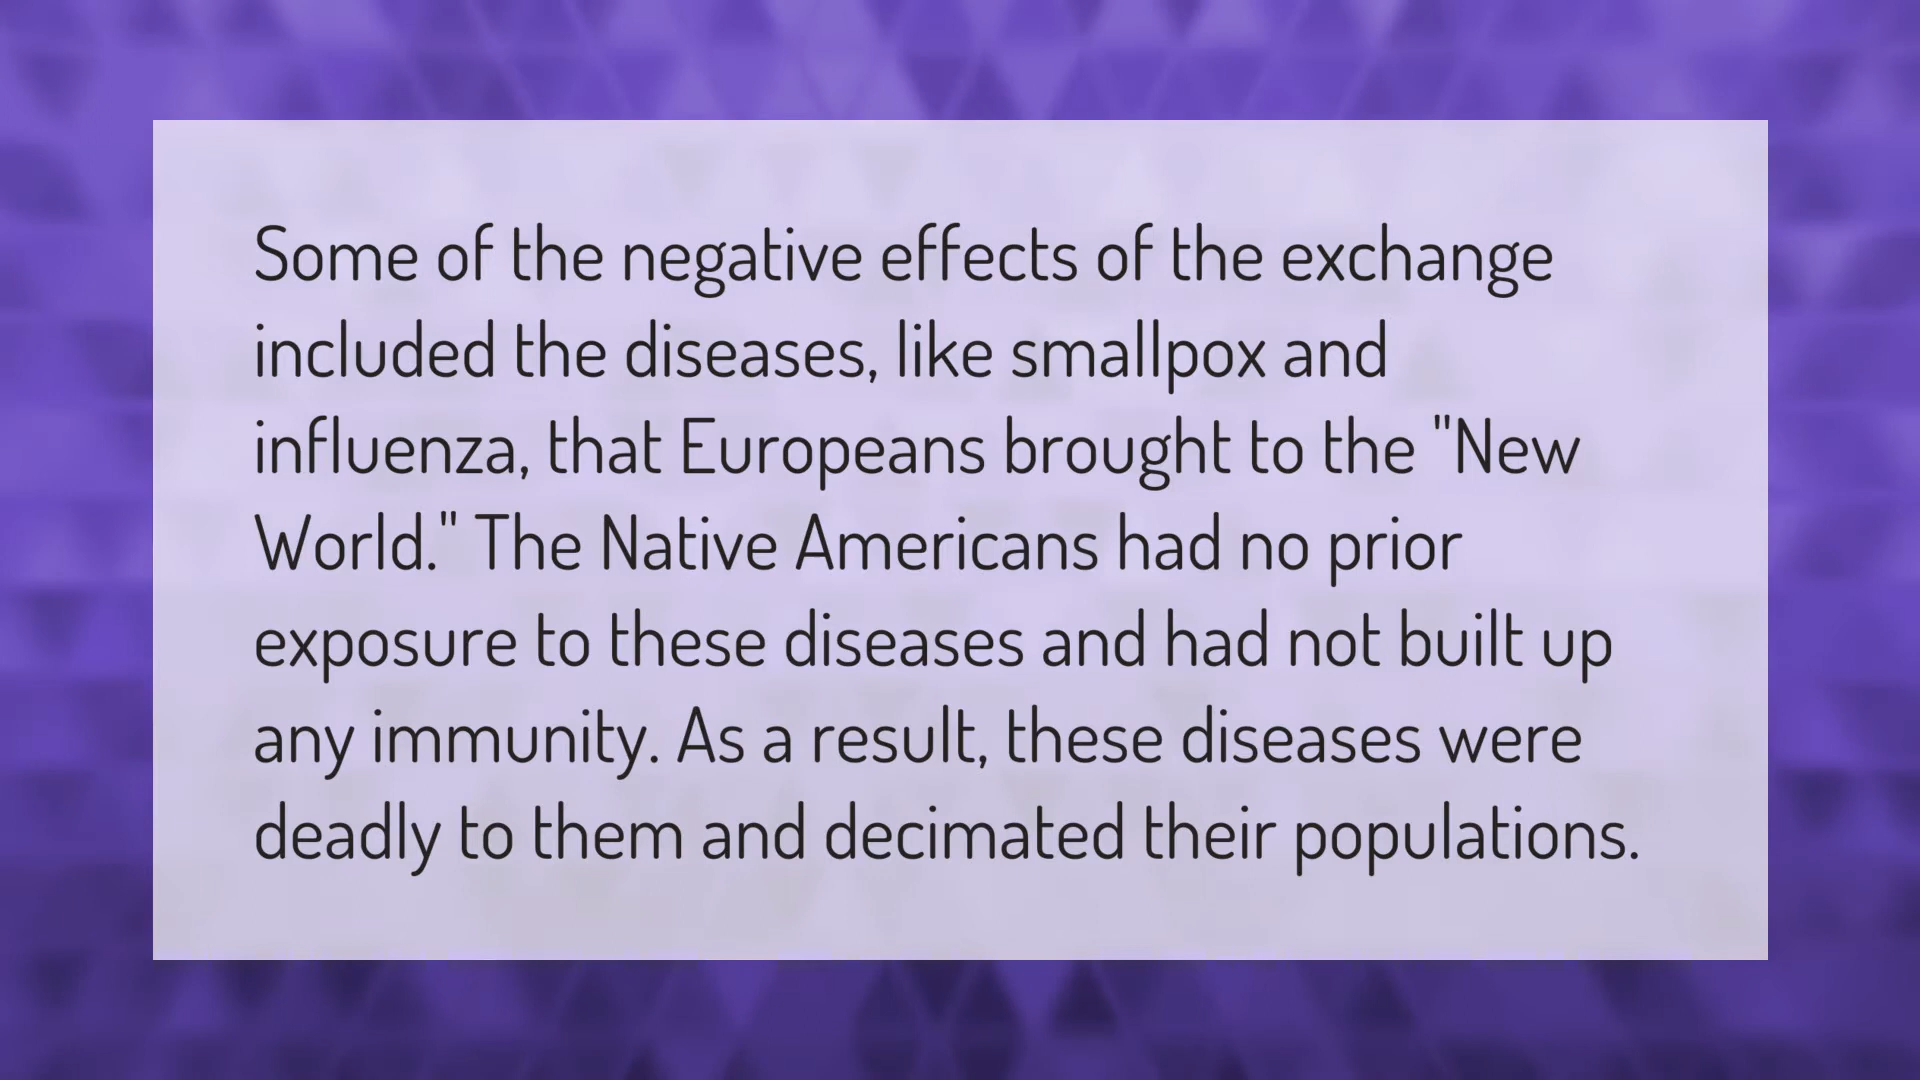 Some of the negative effects of the exchange
included the diseases, like smallpox and
influenza, that Europeans brought to the "New
World." The Native Americans had no prior
exposure to these diseases and had not built up
any immunity. As a result, these diseases were
deadly to them and decimated their populations.